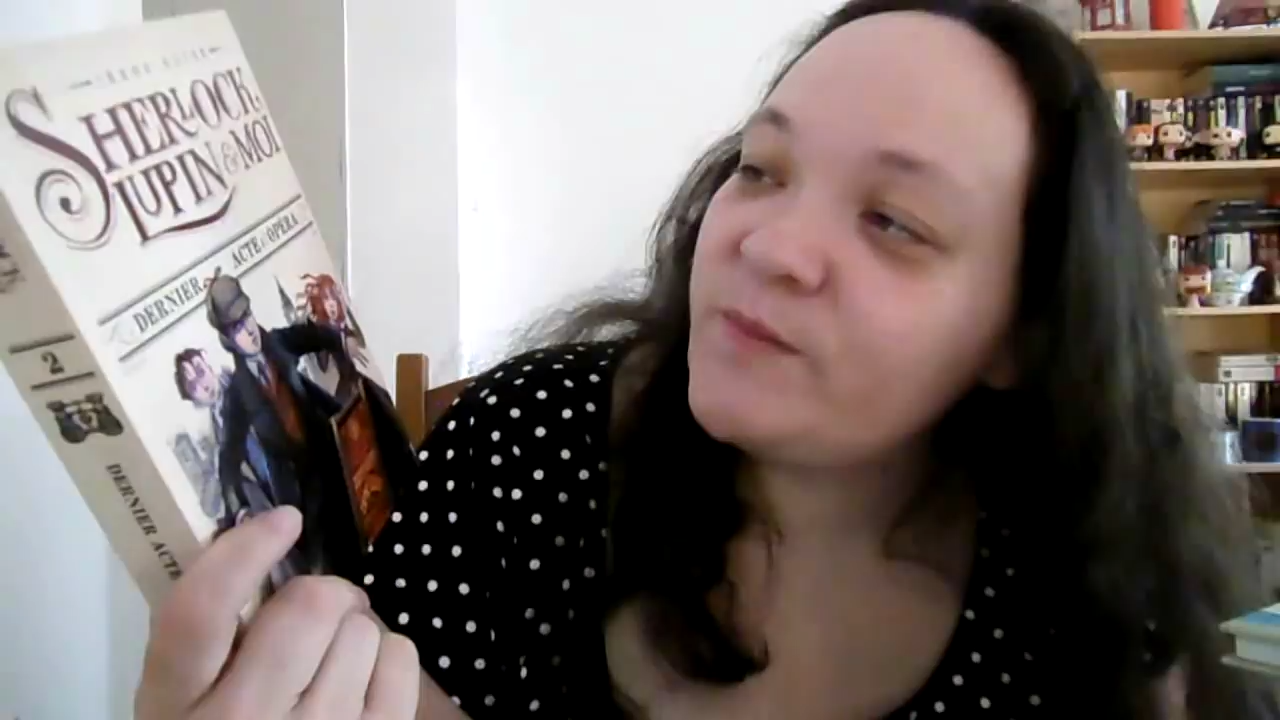 SHERLOCK,
LUPIN & MOI
DERNIER ACTE À L'OPÉRA
2
DERNIER ACTE